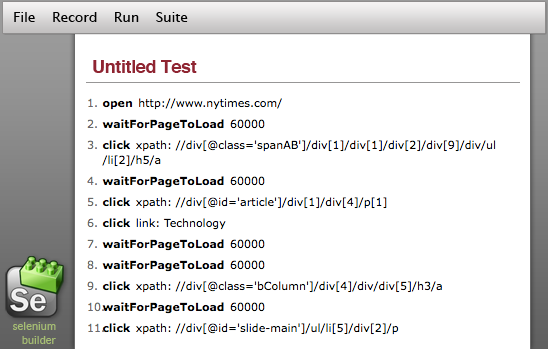 File Record Run Suite
Untitled Test
1. open http://www.nytimes.com/
2. waitForPageToLoad 60000
3. click xpath: //div[@class='spanAB']/div[1]/div[1]/div[2]/div[9]/div/ul
/li[2]/h5/a
4. waitForPageToLoad 60000
5. click xpath: //div[@id='article']/div[1]/div[4]/p[1]
6. click link: Technology
7. waitForPageToLoad 60000
8. waitForPageToLoad 60000
9. click xpath: //div[@class='bColumn']/div[4]/div/div[5]/h3/a
10. waitForPageToLoad 60000
11. click xpath: //div[@id='slide-main']/ul/li[5]/div[2]/p
Se
selenium
builder